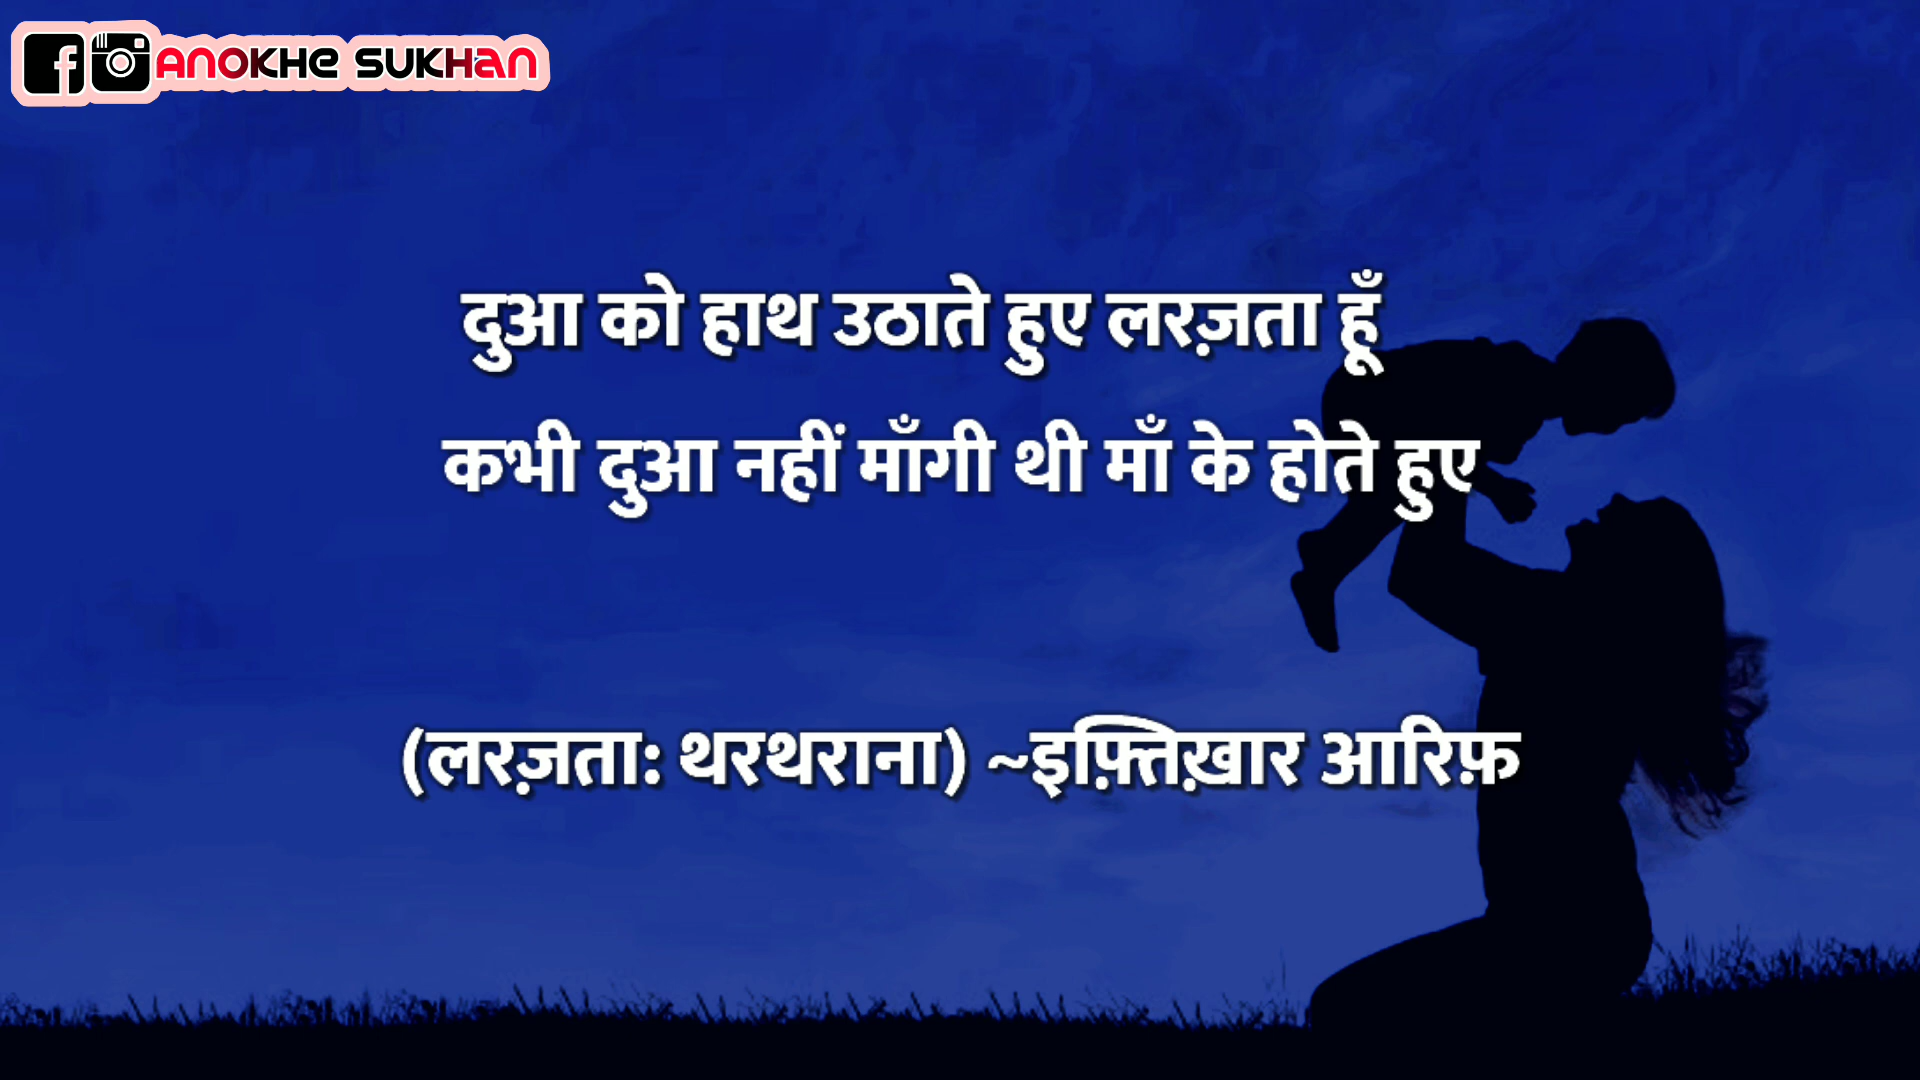 ANOKHE SUKHAN
दुआ को हाथ उठाते हुए लरज़ता हूँ
कभी दुआ नहीं माँगी थी माँ के होते हुए
(लरज़ता: थरथराना) ~इफ़्तिख़ार आरिफ़